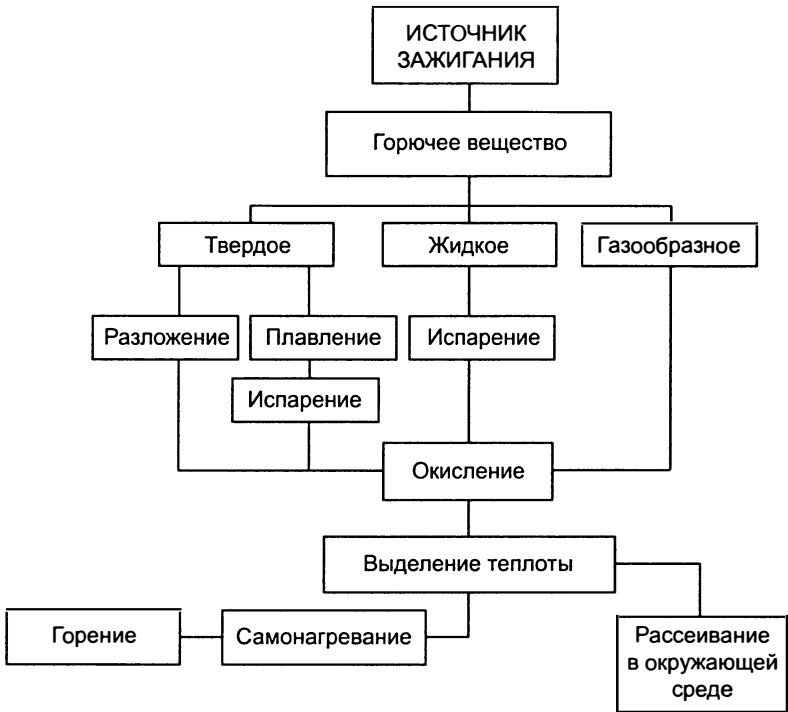 ИСТОЧНИК
ЗАЖИГАНИЯ
Горючее вещество
Твердое
Жидкое
Газообразное
Разложение
Плавление
Испарение
Испарение
Окисление
Выделение теплоты
Горение
Самонагревание
Рассеивание
в окружающей
среде